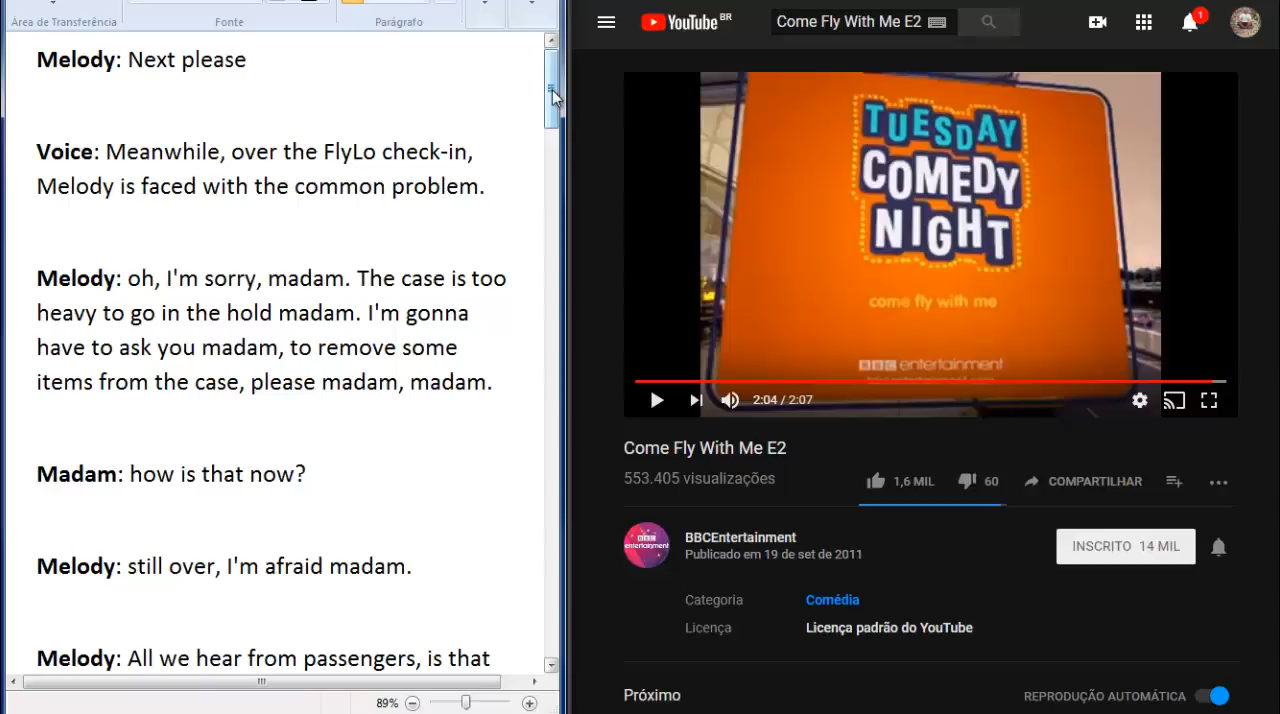 Área de Transferência
Fonte
Parágrafo
Melody: Next please
Voice: Meanwhile, over the FlyLo check-in,
Melody is faced with the common problem.
Melody: oh, I'm sorry, madam. The case is too
heavy to go in the hold madam. I'm gonna
have to ask you madam, to remove some
items from the case, please madam, madam.
Madam: how is that now?
Melody: still over, I'm afraid madam.
Melody: All we hear from passengers, is that
89%
YouTube BR
Come Fly With Me E2
1
TUESDAY
COMEDY
NIGHT
come fly with me
BBC entertainment
2:04 / 2:07
Come Fly With Me E2
553.405 visualizações
1,6 MIL
60
COMPARTILHAR
BBC
entertainment
BBCEntertainment
Publicado em 19 de set de 2011
INSCRITO 14 MIL
Categoria
Comédia
Licença
Licença padrão do YouTube
Próximo
REPRODUÇÃO AUTOMÁTICA